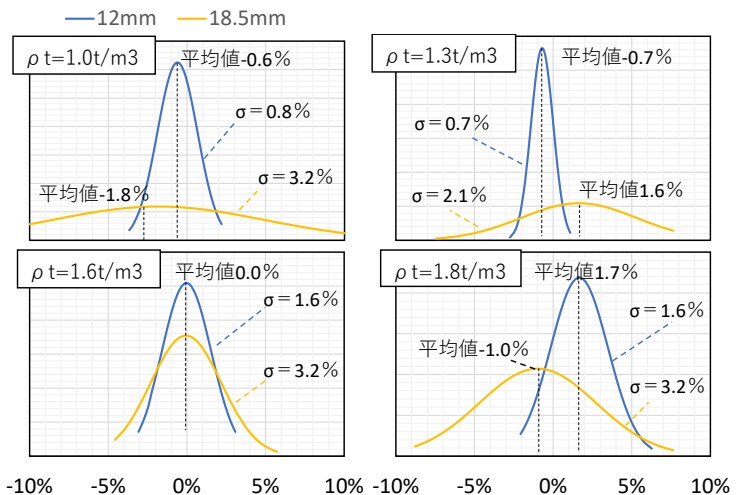 12mm 18.5mm
ρ t=1.0t/m3
平均値-0.6%
σ＝0.8%
平均値-1.8%
σ＝3.2%
ρ t=1.3t/m3
平均値-0.7%
σ＝0.7%
σ＝2.1%
平均値1.6%
ρ t=1.6t/m3
平均値0.0%
σ＝1.6%
σ＝3.2%
ρ t=1.8t/m3
平均値1.7%
σ＝1.6%
平均値-1.0%
σ＝3.2%
-10% -5% 0% 5% 10%
-10% -5% 0% 5% 10%